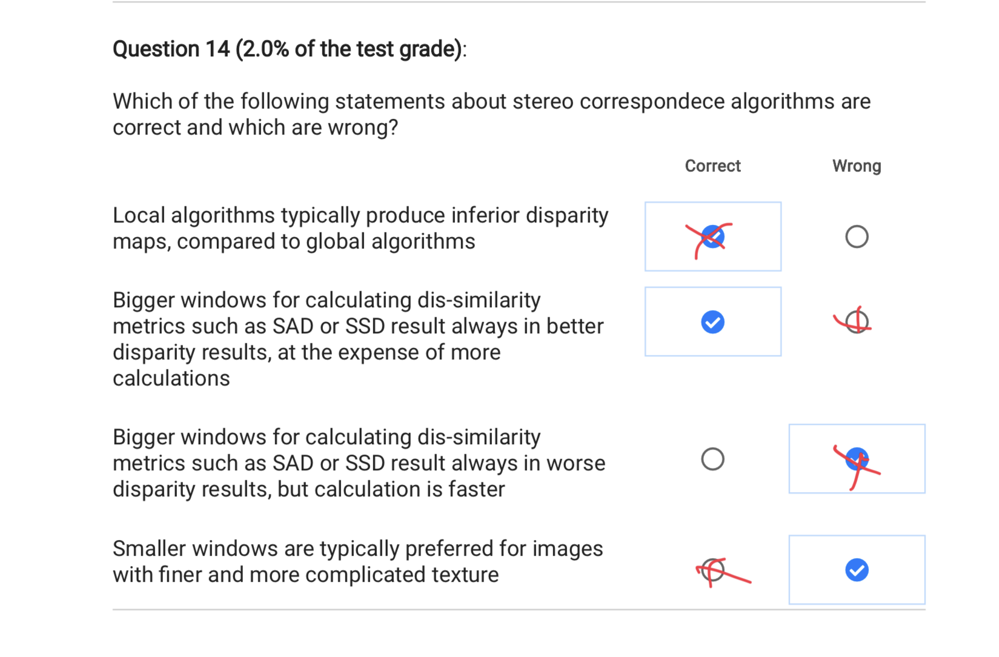 Question 14 (2.0% of the test grade):
Which of the following statements about stereo correspondece algorithms are
correct and which are wrong?
Correct Wrong
Local algorithms typically produce inferior disparity
maps, compared to global algorithms
Bigger windows for calculating dis-similarity
metrics such as SAD or SSD result always in better
disparity results, at the expense of more
calculations
Bigger windows for calculating dis-similarity
metrics such as SAD or SSD result always in worse
disparity results, but calculation is faster
Smaller windows are typically preferred for images
with finer and more complicated texture